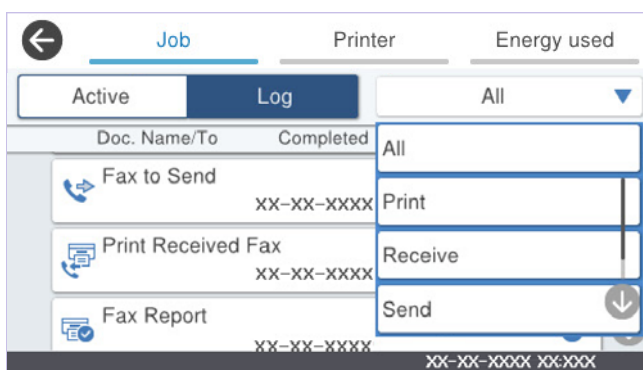 Job Printer Energy used
Active Log All
Doc. Name/To Completed
All
Fax to Send
XX-XX-XXXX
Print
Print Received Fax
XX-XX-XXXX
Receive
Fax Report
XX-XX-XXXX
Send
XX-XX-XXXX XX:XXX